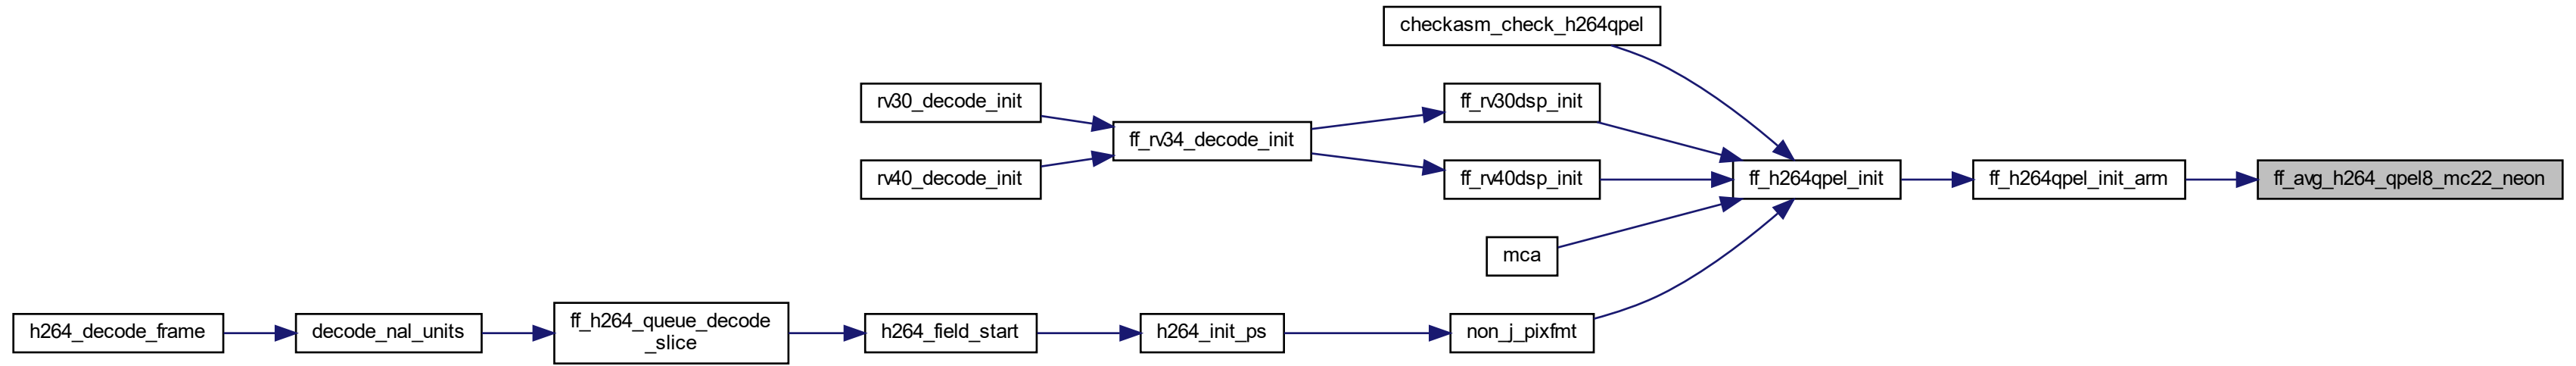 checkasm_check_h264qpel
rv30_decode_init
ff_rv30dsp_init
ff_rv34_decode_init
rv40_decode_init
ff_rv40dsp_init
ff_h264qpel_init
ff_h264qpel_init_arm
ff_avg_h264_qpel8_mc22_neon
mca
h264_decode_frame
decode_nal_units
ff_h264_queue_decode
_slice
h264_field_start
h264_init_ps
non_j_pixfmt